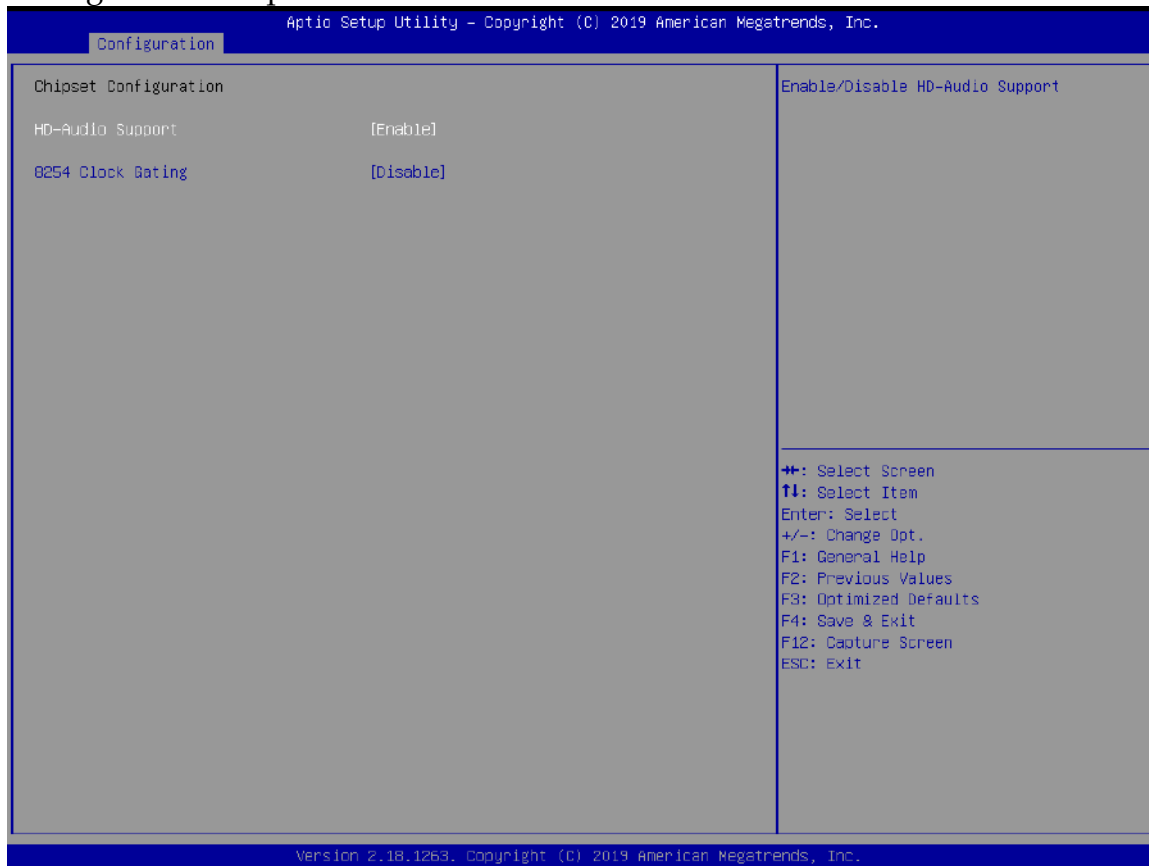 Aptio Setup Utility – Copyright (C) 2019 American Megatrends, Inc.
Configuration
Chipset Configuration
HD-Audio Support [Enable]
8254 Clock Gating [Disable]
Enable/Disable HD-Audio Support
→←: Select Screen
↑↓: Select Item
Enter: Select
+/-: Change Opt.
F1: General Help
F2: Previous Values
F3: Optimized Defaults
F4: Save & Exit
F12: Capture Screen
ESC: Exit
Version 2.18.1263. Copyright (C) 2019 American Megatrends, Inc.